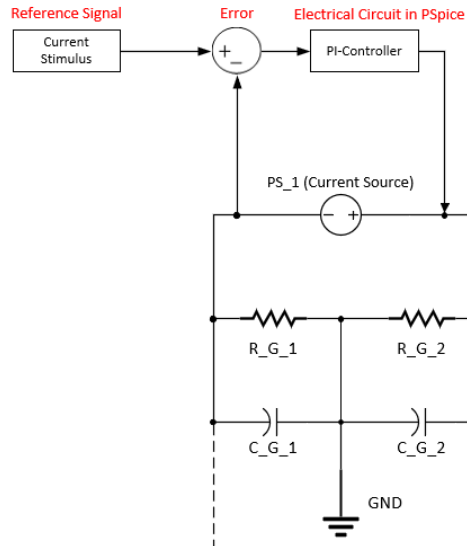 Reference Signal
Error
Electrical Circuit in PSpice
Current
Stimulus
+
−
PI-Controller
PS_1 (Current Source)
− +
R_G_1
R_G_2
C_G_1
C_G_2
GND